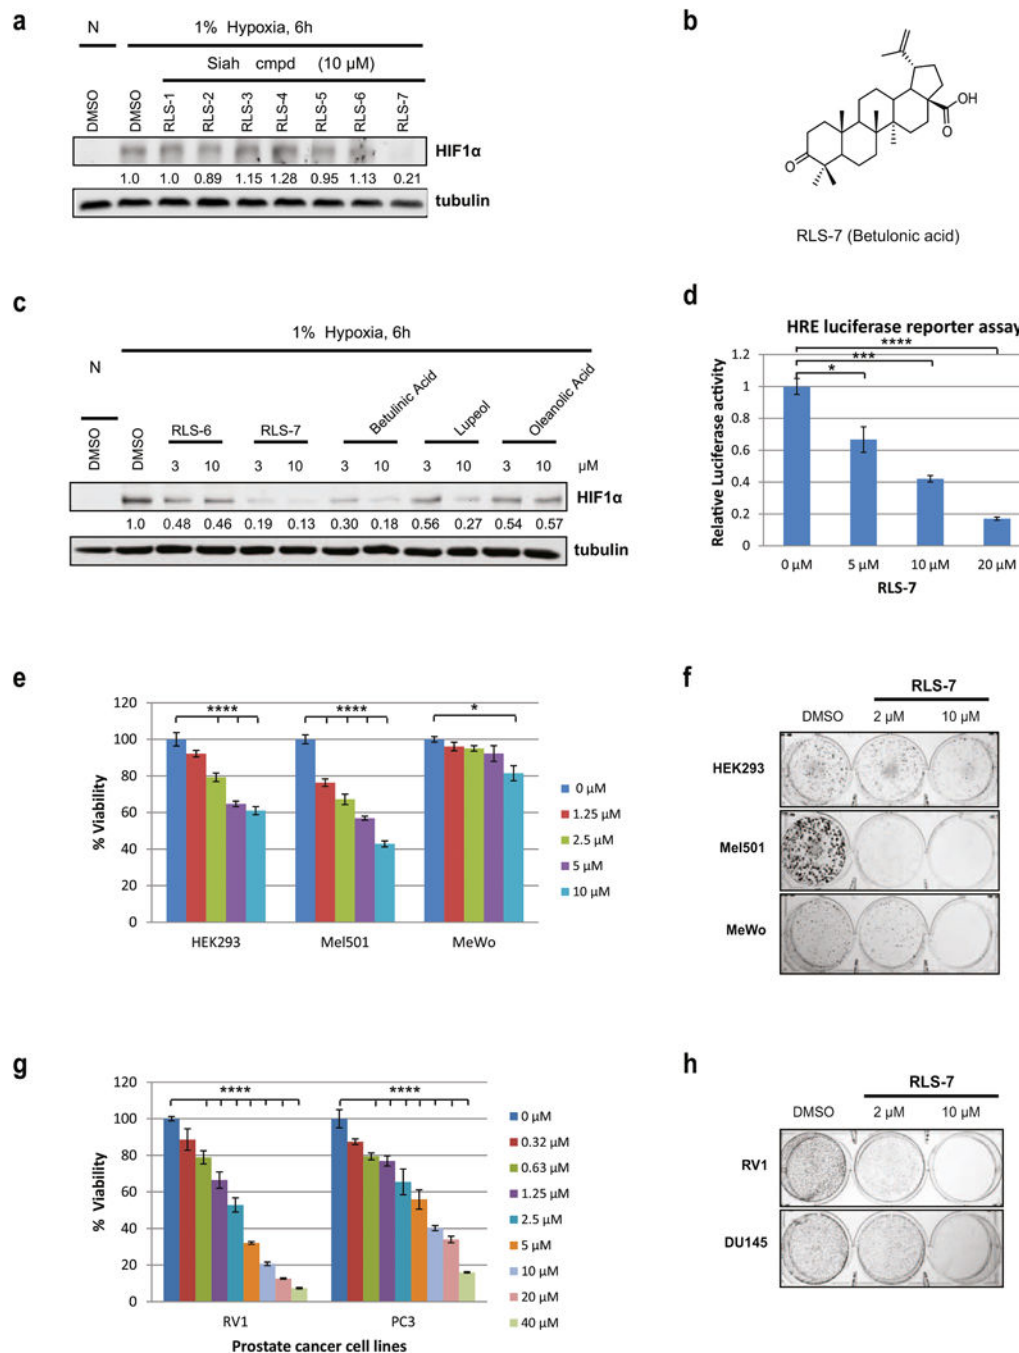 a
N
1% Hypoxia, 6h
Siah cmpd (10 µM)
DMSO DMSO RLS-1 RLS-2 RLS-3 RLS-4 RLS-5 RLS-6 RLS-7
HIF1α
1.0 1.0 0.89 1.15 1.28 0.95 1.13 0.21
tubulin
b
OH
O
O
RLS-7 (Betulonic acid)
c
1% Hypoxia, 6h
N
DMSO DMSO RLS-6 RLS-7 Betulinic Acid Lupeol Oleanolic Acid
3 10 3 10 3 10 3 10 3 10 µM
HIF1α
1.0 0.48 0.46 0.19 0.13 0.30 0.18 0.56 0.27 0.54 0.57
tubulin
d
HRE luciferase reporter assay
****
***
*
Relative Luciferase activity
1.2
1
0.8
0.6
0.4
0.2
0
0 µM 5 µM 10 µM 20 µM
RLS-7
e
% Viability
120
100
80
60
40
20
0
**** **** *
HEK293 Mel501 MeWo
0 µM
1.25 µM
2.5 µM
5 µM
10 µM
f
RLS-7
DMSO 2 µM 10 µM
HEK293
Mel501
MeWo
g
% Viability
120
100
80
60
40
20
0
**** ****
RV1 PC3
Prostate cancer cell lines
0 µM
0.32 µM
0.63 µM
1.25 µM
2.5 µM
5 µM
10 µM
20 µM
40 µM
h
RLS-7
DMSO 2 µM 10 µM
RV1
DU145